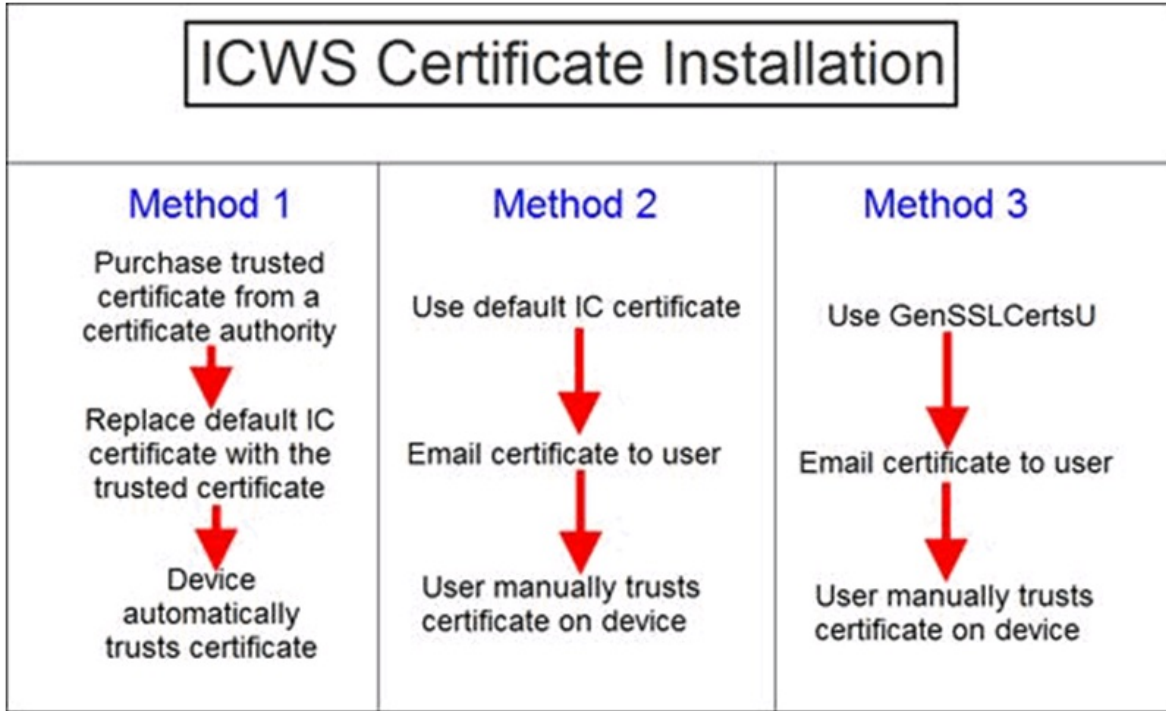 ICWS Certificate Installation
Method 1
Purchase trusted
certificate from a
certificate authority
Replace default IC
certificate with the
trusted certificate
Device
automatically
trusts certificate
Method 2
Use default IC certificate
Email certificate to user
User manually trusts
certificate on device
Method 3
Use GenSSLCertsU
Email certificate to user
User manually trusts
certificate on device